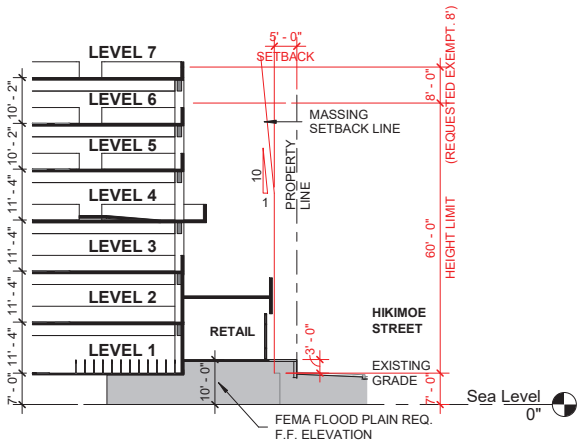 5' - 0"
SETBACK
LEVEL 7
10' - 2"
LEVEL 6
10' - 2"
LEVEL 5
11' - 4"
LEVEL 4
11' - 4"
LEVEL 3
11' - 4"
LEVEL 2
11' - 4"
LEVEL 1
7' - 0"
RETAIL
10' - 0"
3' - 0"
10
1
MASSING
SETBACK LINE
PROPERTY
LINE
8' - 0"
(REQUESTED EXEMPT. 8')
60' - 0"
HEIGHT LIMIT
HIKIMOE
STREET
EXISTING
GRADE
7' - 0"
Sea Level
0"
FEMA FLOOD PLAIN REQ.
F.F. ELEVATION